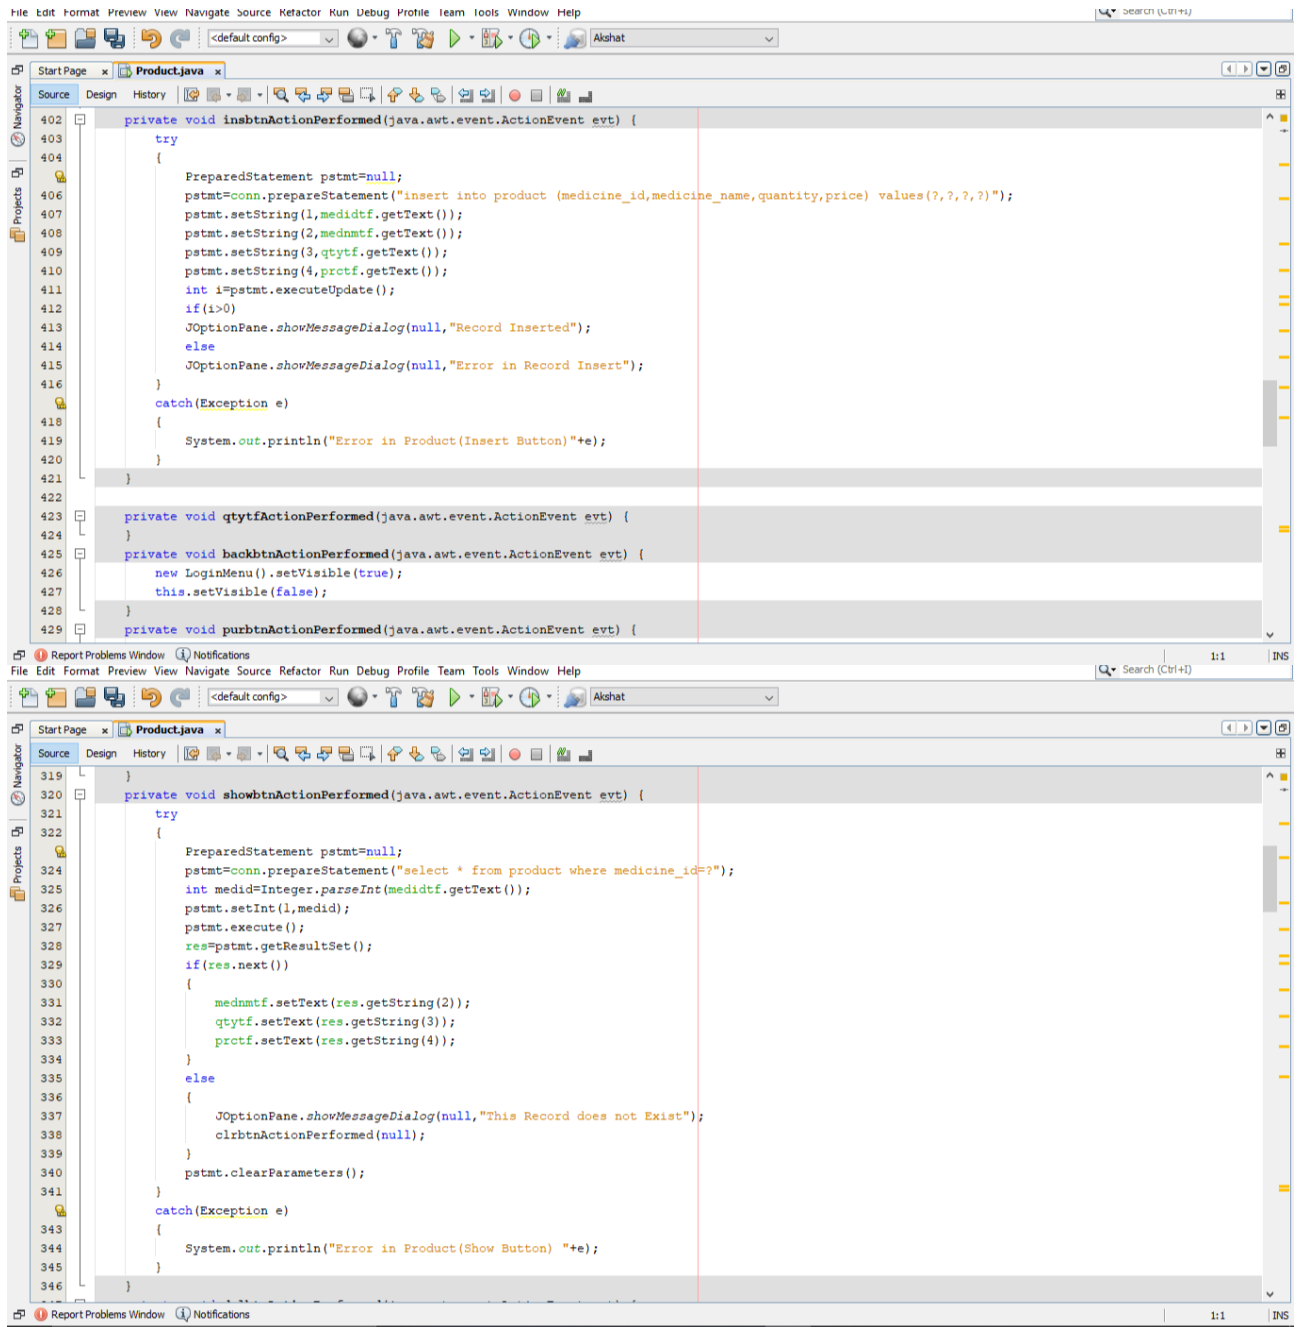 File Edit Format Preview View Navigate Source Refactor Run Debug Profile Team Tools Window Help
Search (Ctrl+I)
<default config>
Akshat
Start Page x Product.java x
Source Design History
Navigator
Projects
402 private void insbtnActionPerformed(java.awt.event.ActionEvent evt) {
403 try
404 {
PreparedStatement pstmt=null;
406 pstmt=conn.prepareStatement("insert into product (medicine_id,medicine_name,quantity,price) values(?,?,?,?)");
407 pstmt.setString(1,medidtf.getText());
408 pstmt.setString(2,mednmtf.getText());
409 pstmt.setString(3,qtytf.getText());
410 pstmt.setString(4,prctf.getText());
411 int i=pstmt.executeUpdate();
412 if(i>0)
413 JOptionPane.showMessageDialog(null,"Record Inserted");
414 else
415 JOptionPane.showMessageDialog(null,"Error in Record Insert");
416 }
catch(Exception e)
418 {
419 System.out.println("Error in Product(Insert Button)"+e);
420 }
421 }
422
423 private void qtytfActionPerformed(java.awt.event.ActionEvent evt) {
424 }
425 private void backbtnActionPerformed(java.awt.event.ActionEvent evt) {
426 new LoginMenu().setVisible(true);
427 this.setVisible(false);
428 }
429 private void purbtnActionPerformed(java.awt.event.ActionEvent evt) {
Report Problems Window Notifications 1:1 INS
File Edit Format Preview View Navigate Source Refactor Run Debug Profile Team Tools Window Help
Search (Ctrl+I)
<default config>
Akshat
Start Page x Product.java x
Source Design History
Navigator
Projects
319 }
320 private void showbtnActionPerformed(java.awt.event.ActionEvent evt) {
321 try
322 {
PreparedStatement pstmt=null;
324 pstmt=conn.prepareStatement("select * from product where medicine_id=?");
325 int medid=Integer.parseInt(medidtf.getText());
326 pstmt.setInt(1,medid);
327 pstmt.execute();
328 res=pstmt.getResultSet();
329 if(res.next())
330 {
331 mednmtf.setText(res.getString(2));
332 qtytf.setText(res.getString(3));
333 prctf.setText(res.getString(4));
334 }
335 else
336 {
337 JOptionPane.showMessageDialog(null,"This Record does not Exist");
338 clrbtnActionPerformed(null);
339 }
340 pstmt.clearParameters();
341 }
catch(Exception e)
343 {
344 System.out.println("Error in Product(Show Button) "+e);
345 }
346 }
Report Problems Window Notifications 1:1 INS